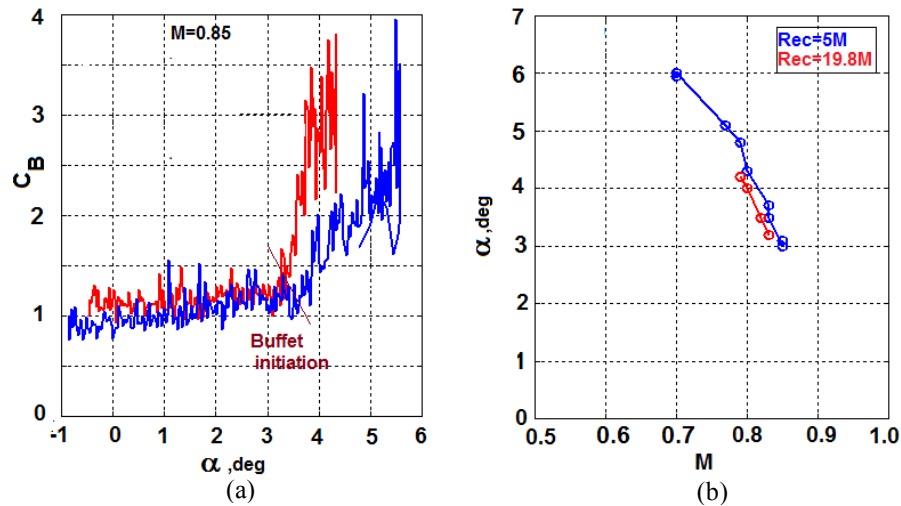 M=0.85
4
3
2
1
0
C_B
Buffet
initiation
-1 0 1 2 3 4 5 6
α ,deg
(a)
Rec=5M
Rec=19.8M
7
6
5
4
3
2
1
0
α ,deg
0.5 0.6 0.7 0.8 0.9 1.0
M
(b)